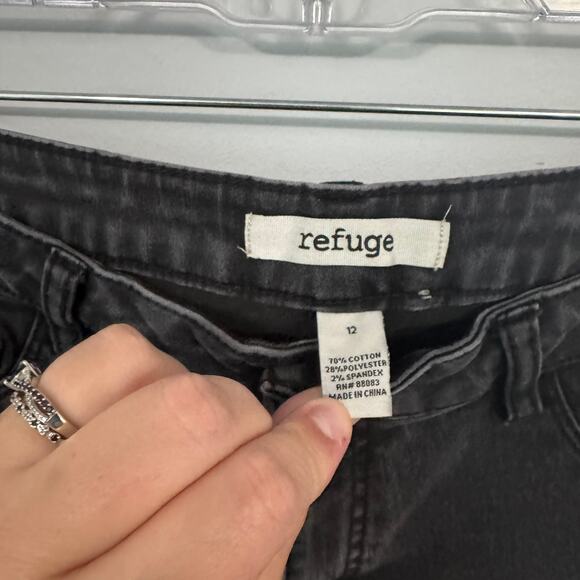 refuge
12
70% COTTON
28% POLYESTER
2% SPANDEX
RN# 88083
MADE IN CHINA